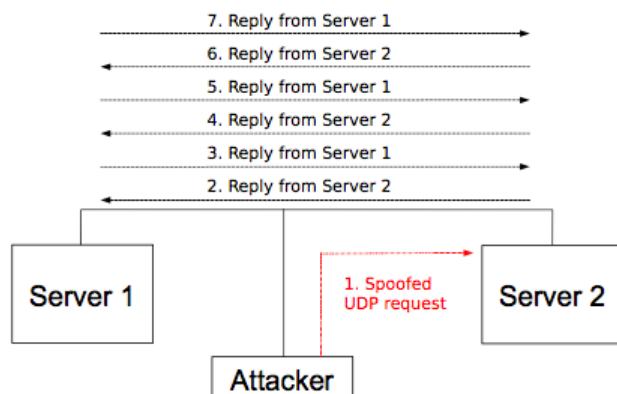 7. Reply from Server 1
6. Reply from Server 2
5. Reply from Server 1
4. Reply from Server 2
3. Reply from Server 1
2. Reply from Server 2
Server 1
1. Spoofed
UDP request
Server 2
Attacker